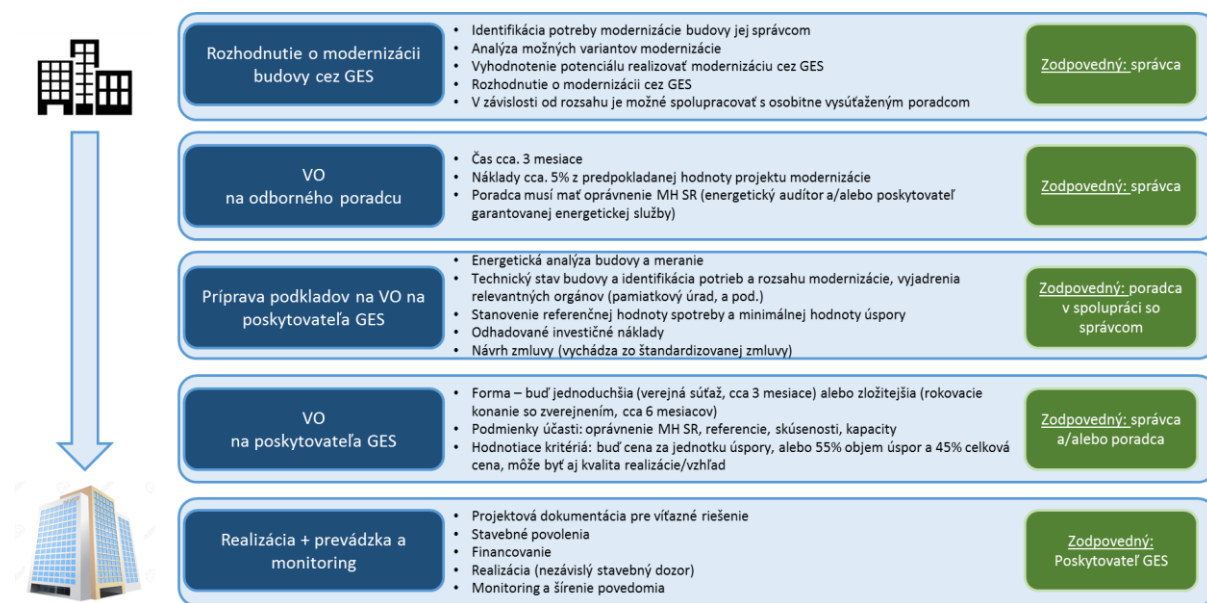 Rozhodnutie o modernizácii
budovy cez GES
• Identifikácia potreby modernizácie budovy jej správcom
• Analýza možných variantov modernizácie
• Vyhodnotenie potenciálu realizovať modernizáciu cez GES
• Rozhodnutie o modernizácii cez GES
• V závislosti od rozsahu je možné spolupracovať s osobitne vysúťaženým poradcom
Zodpovedný: správca
VO
na odborného poradcu
• Čas cca. 3 mesiace
• Náklady cca. 5% z predpokladanej hodnoty projektu modernizácie
• Poradca musí mať oprávnenie MH SR (energetický audítor a/alebo poskytovateľ
garantovanej energetickej služby)
Zodpovedný: správca
Príprava podkladov na VO na
poskytovateľa GES
• Energetická analýza budovy a meranie
• Technický stav budovy a identifikácia potrieb a rozsahu modernizácie, vyjadrenia
relevantných orgánov (pamiatkový úrad, a pod.)
• Stanovenie referenčnej hodnoty spotreby a minimálnej hodnoty úspory
• Odhadované investičné náklady
• Návrh zmluvy (vychádza zo štandardizovanej zmluvy)
Zodpovedný: poradca
v spolupráci so
správcom
VO
na poskytovateľa GES
• Forma – buď jednoduchšia (verejná súťaž, cca 3 mesiace) alebo zložitejšia (rokovacie
konanie so zverejnením, cca 6 mesiacov)
• Podmienky účasti: oprávnenie MH SR, referencie, skúsenosti, kapacity
• Hodnotiace kritériá: buď cena za jednotku úspory, alebo 55% objem úspor a 45% celková
cena, môže byť aj kvalita realizácie/vzhľad
Zodpovedný: správca
a/alebo poradca
Realizácia + prevádzka a
monitoring
• Projektová dokumentácia pre víťazné riešenie
• Stavebné povolenia
• Financovanie
• Realizácia (nezávislý stavebný dozor)
• Monitoring a šírenie povedomia
Zodpovedný:
Poskytovateľ GES